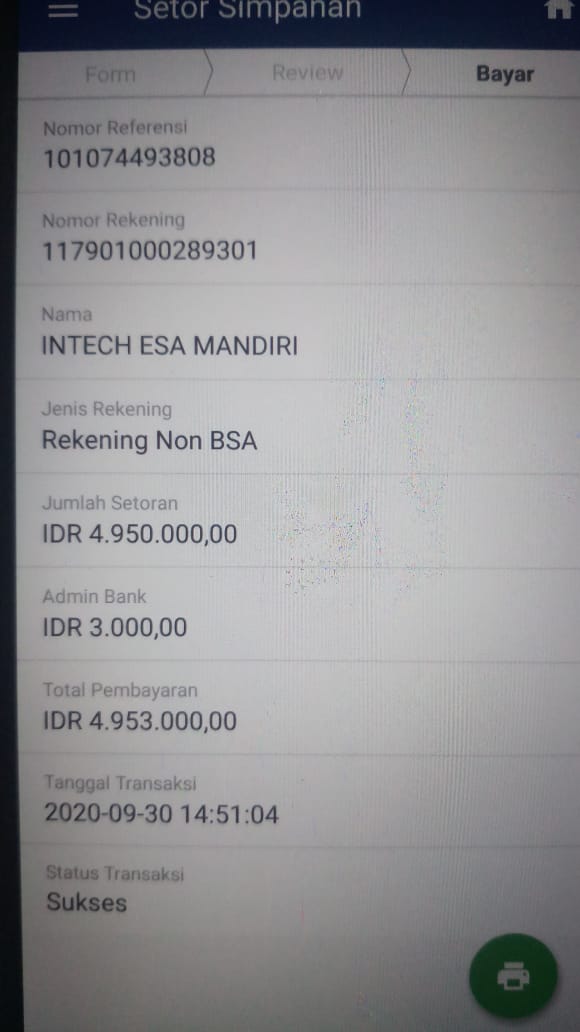 Setor Simpanan
Form
Review
Bayar
Nomor Referensi
101074493808
Nomor Rekening
117901000289301
Nama
INTECH ESA MANDIRI
Jenis Rekening
Rekening Non BSA
Jumlah Setoran
IDR 4.950.000,00
Admin Bank
IDR 3.000,00
Total Pembayaran
IDR 4.953.000,00
Tanggal Transaksi
2020-09-30 14:51:04
Status Transaksi
Sukses